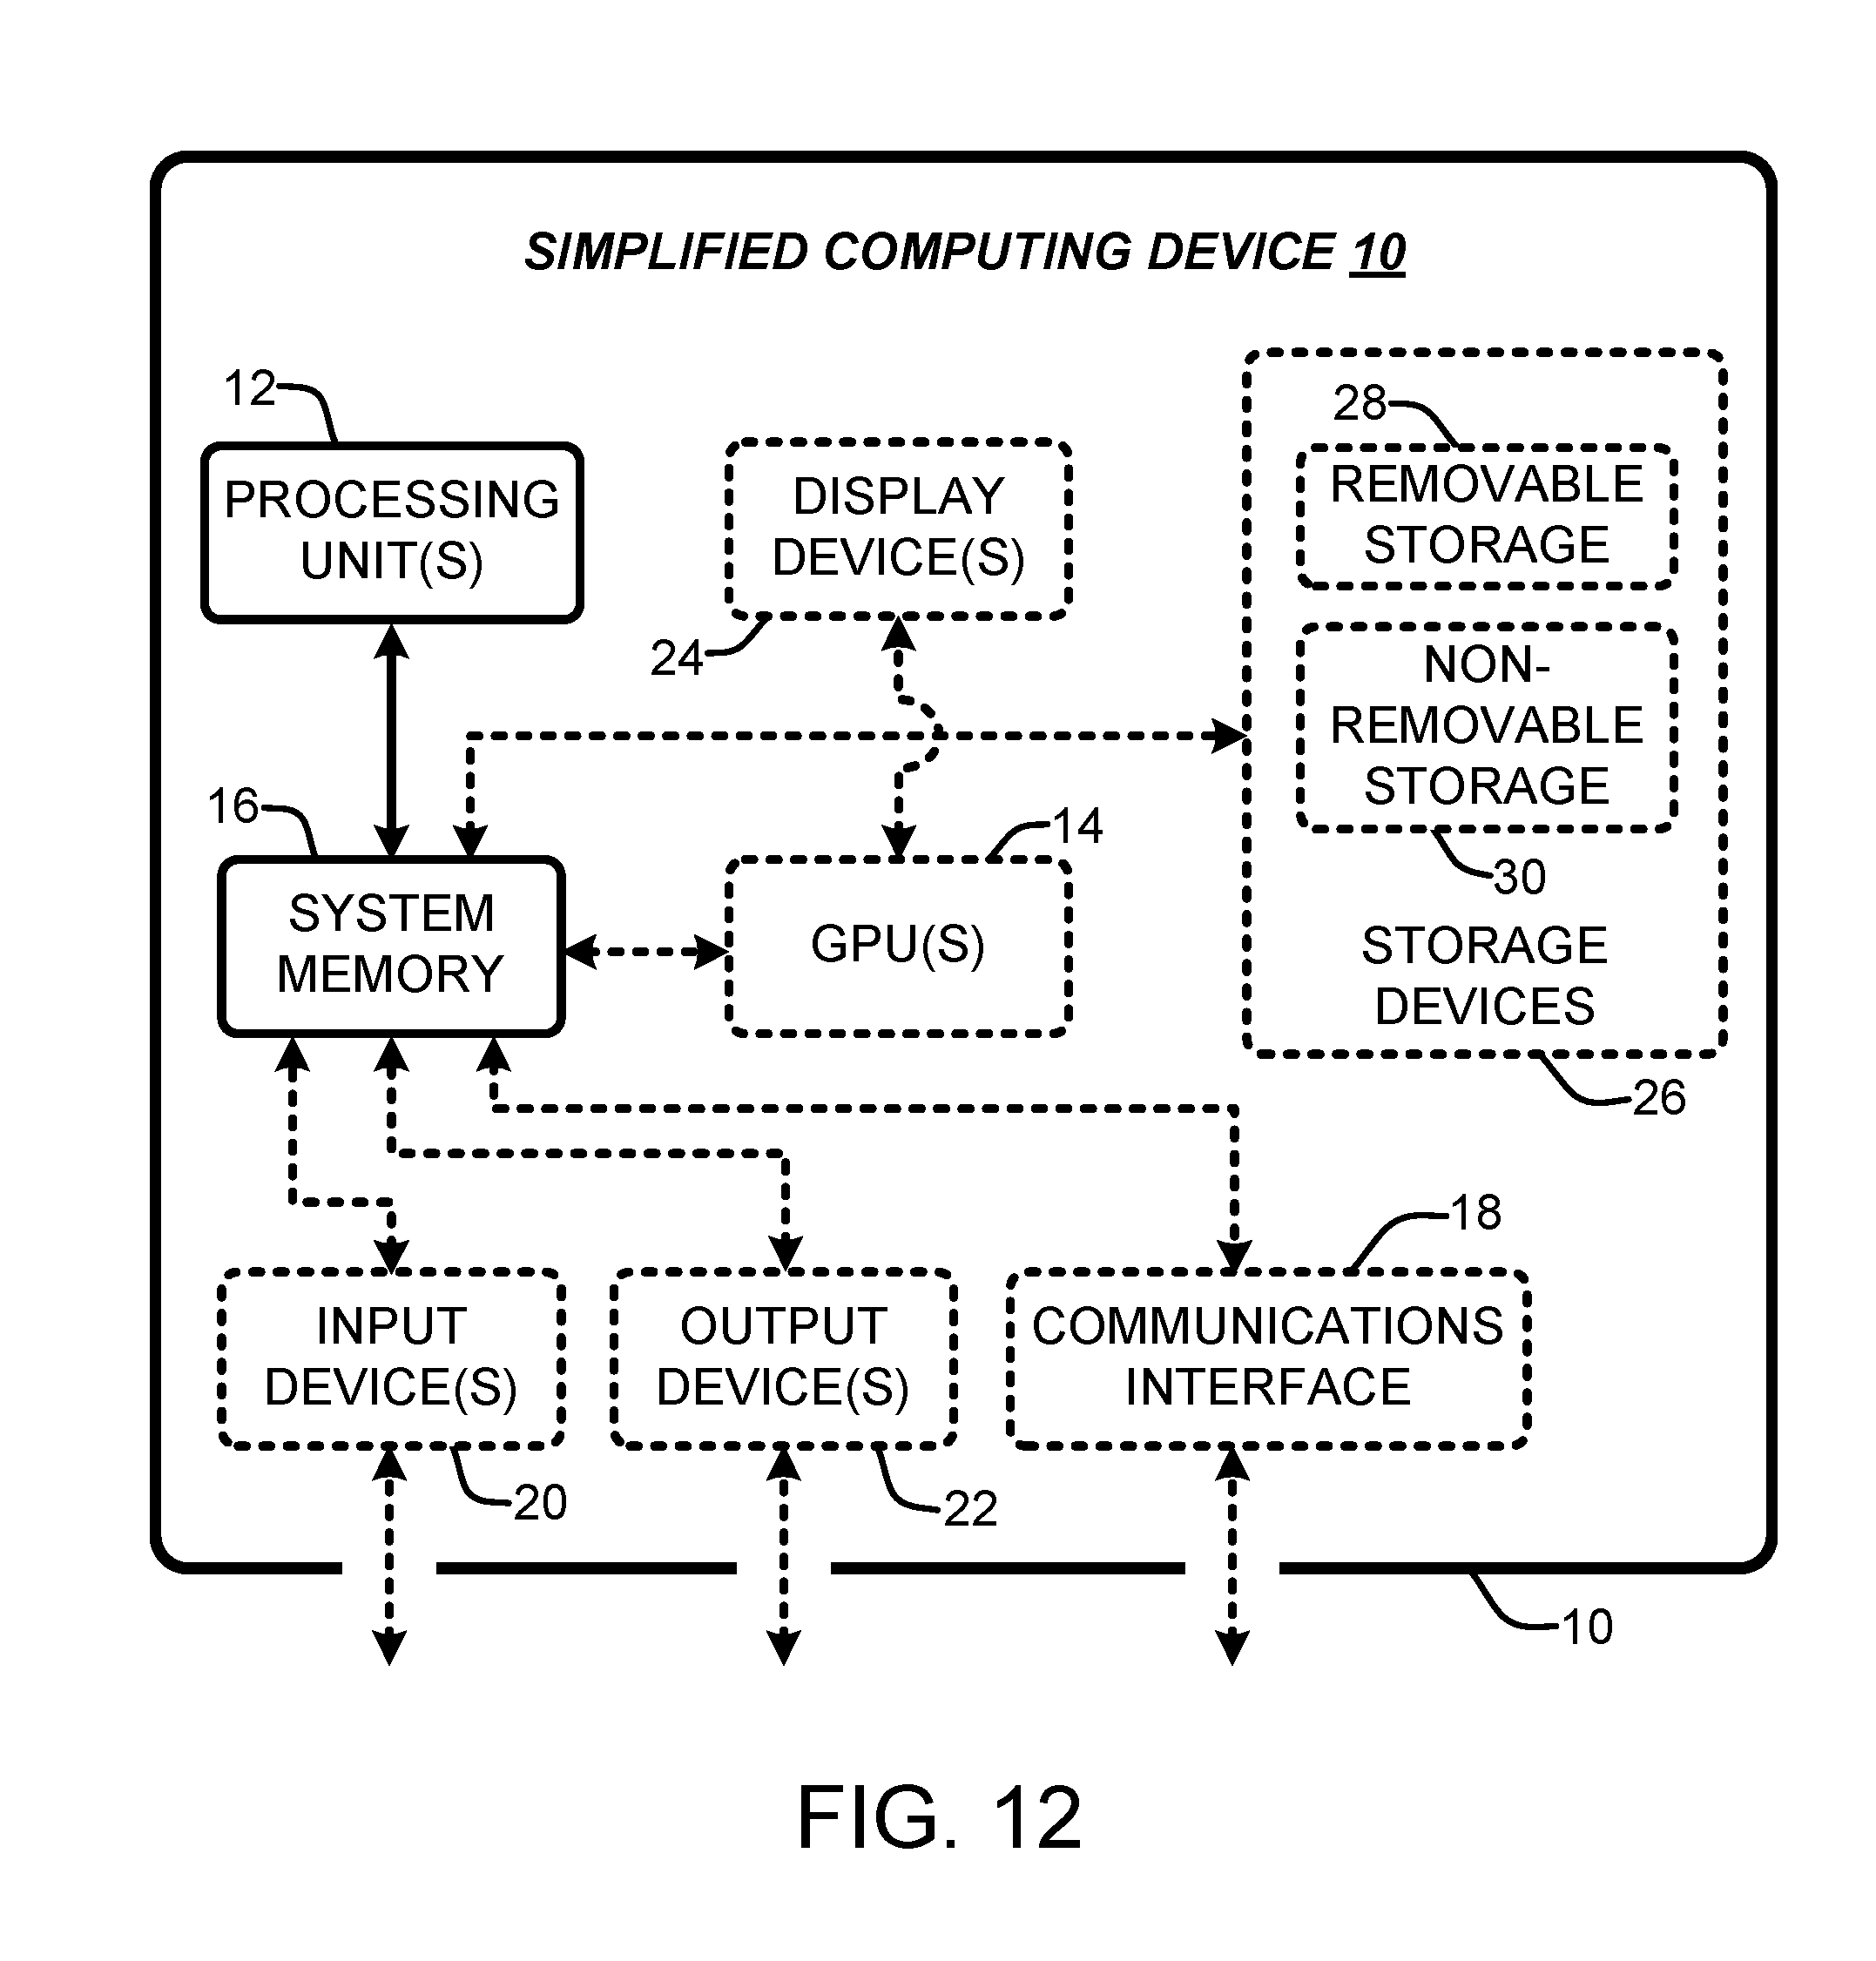 SIMPLIFIED COMPUTING DEVICE 10
12
PROCESSING
UNIT(S)
DISPLAY
DEVICE(S)
24
28
REMOVABLE
STORAGE
NON-
REMOVABLE
STORAGE
30
STORAGE
DEVICES
26
16
SYSTEM
MEMORY
14
GPU(S)
18
INPUT
DEVICE(S)
20
OUTPUT
DEVICE(S)
22
COMMUNICATIONS
INTERFACE
10
FIG. 12